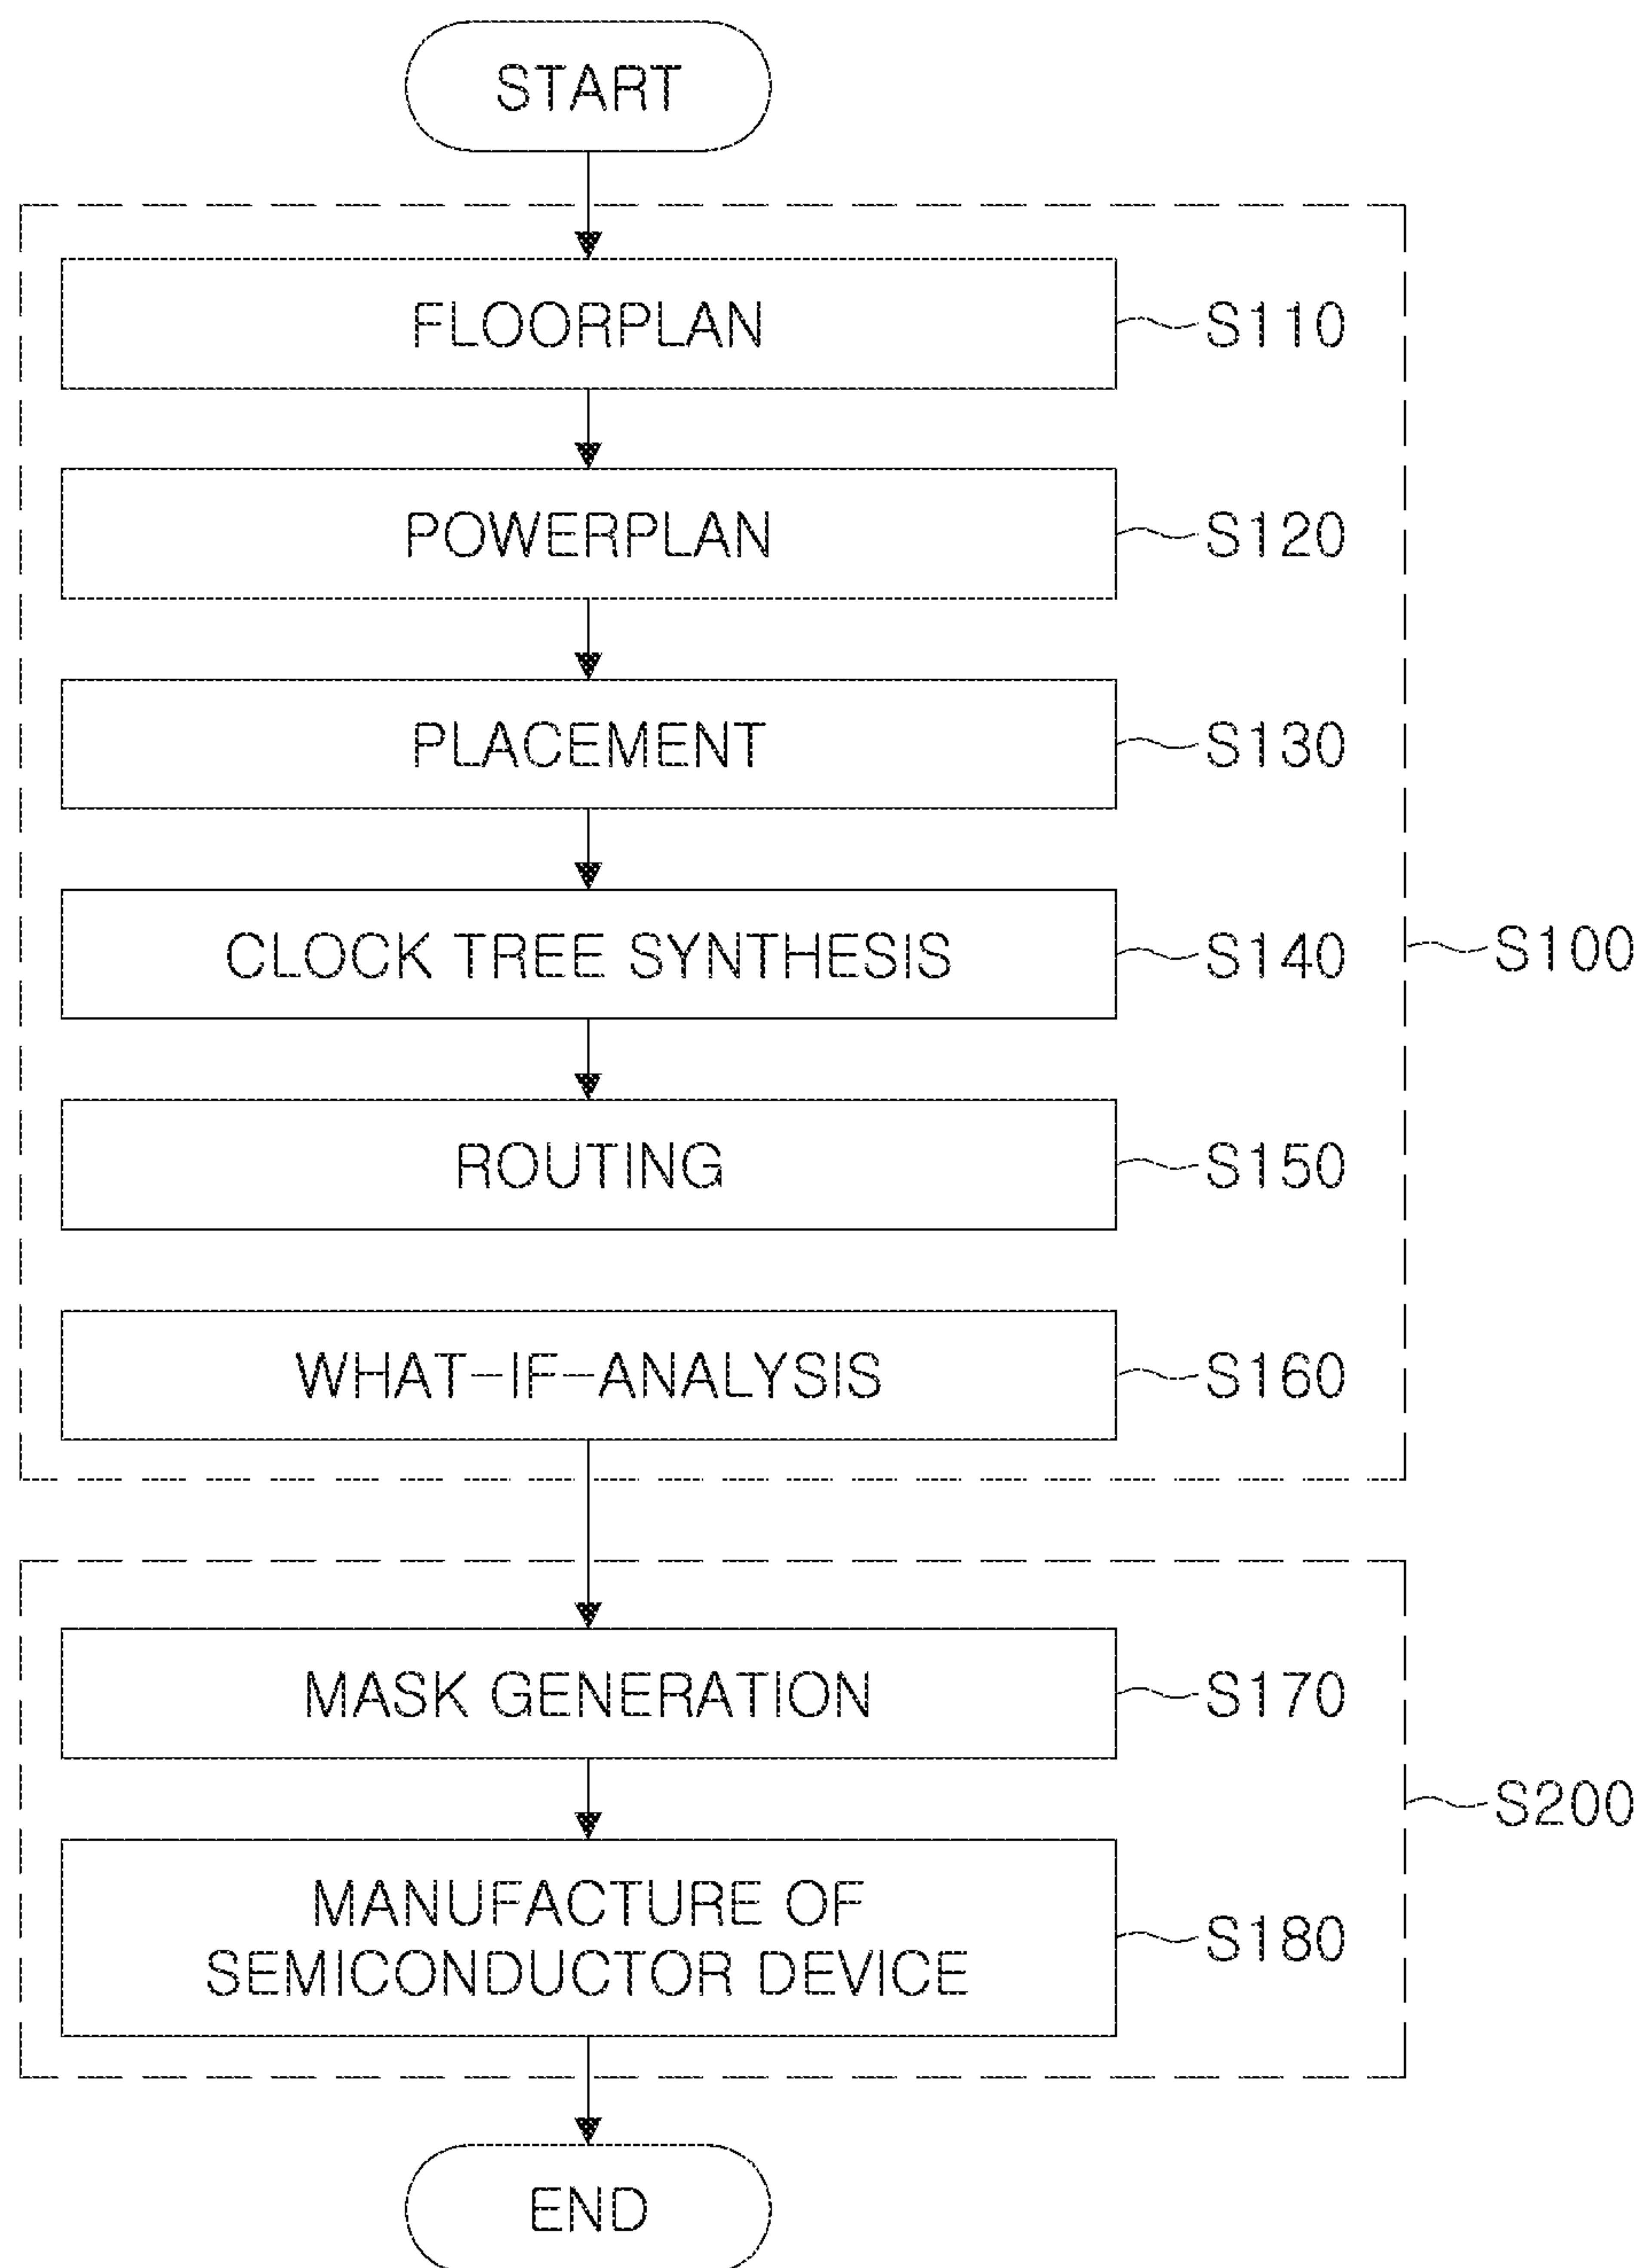 START
FLOORPLAN
S110
POWERPLAN
S120
PLACEMENT
S130
CLOCK TREE SYNTHESIS
S140
S100
ROUTING
S150
WHAT-IF-ANALYSIS
S160
MASK GENERATION
S170
S200
MANUFACTURE OF
SEMICONDUCTOR DEVICE
S180
END